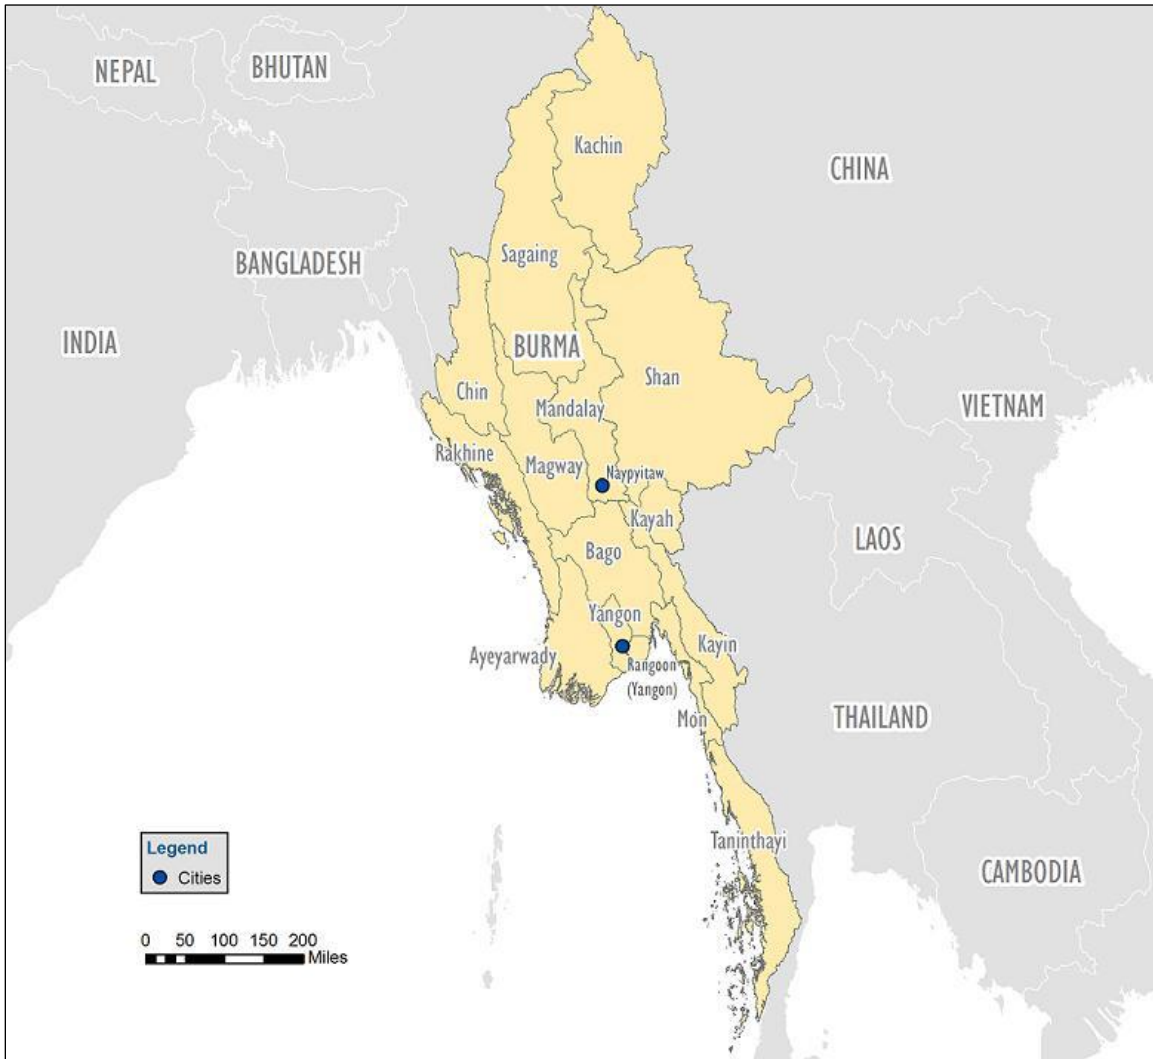 NEPAL
BHUTAN
Kachin
CHINA
Sagaing
BANGLADESH
INDIA
BURMA
Shan
Chin
Mandalay
VIETNAM
Rakhine
Magway
Naypyitaw
Kayah
LAOS
Bago
Yangon
Kayin
Ayeyarwady
Rangoon
(Yangon)
Mon
THAILAND
Taninthayi
CAMBODIA
Legend
Cities
0 50 100 150 200
Miles